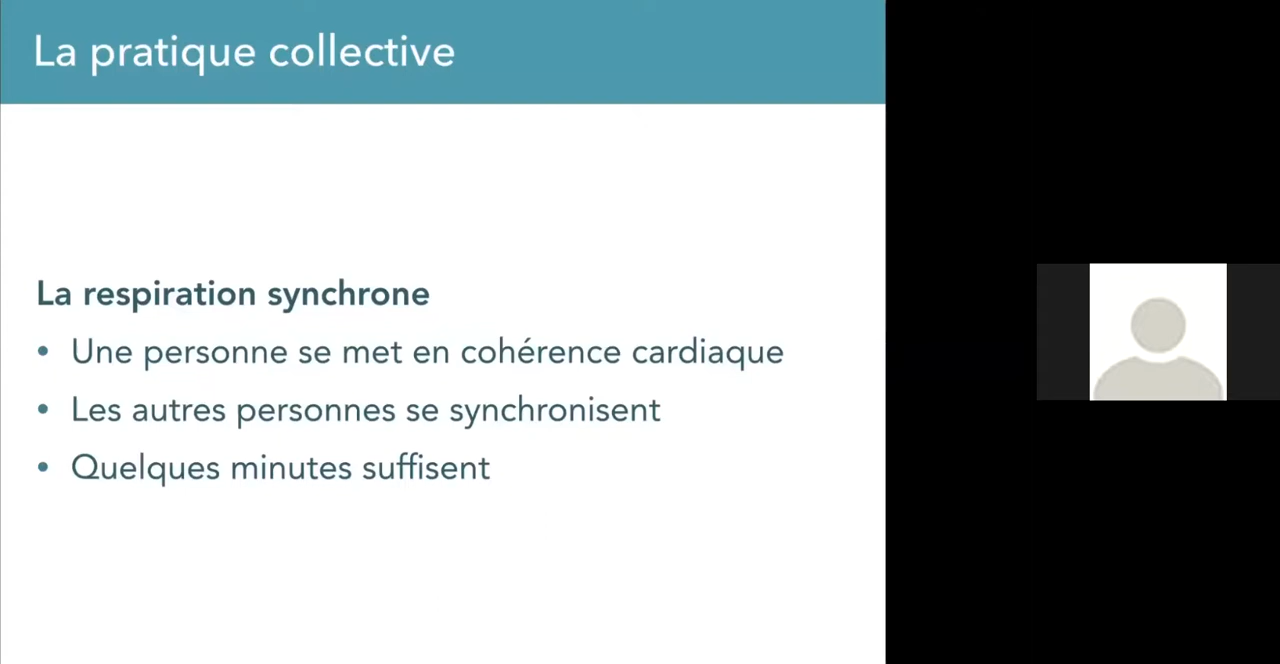 La pratique collective
La respiration synchrone
• Une personne se met en cohérence cardiaque
• Les autres personnes se synchronisent
• Quelques minutes suffisent